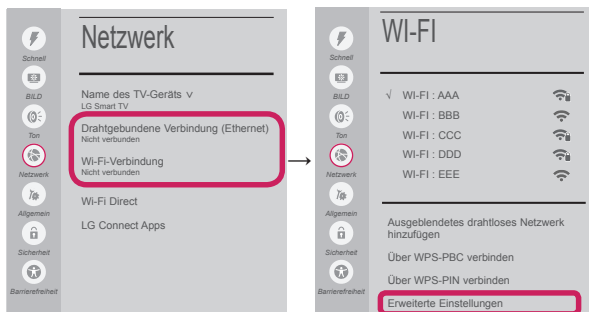 Netzwerk
Schnell
BILD
Ton
Netzwerk
Allgemein
Sicherheit
Barrierefreiheit
Name des TV-Geräts ∨
LG Smart TV
Drahtgebundene Verbindung (Ethernet)
Nicht verbunden
Wi-Fi-Verbindung
Nicht verbunden
Wi-Fi Direct
LG Connect Apps
→
WI-FI
Schnell
BILD
Ton
Netzwerk
Allgemein
Sicherheit
Barrierefreiheit
√ WI-FI : AAA
WI-FI : BBB
WI-FI : CCC
WI-FI : DDD
WI-FI : EEE
Ausgeblendetes drahtloses Netzwerk
hinzufügen
Über WPS-PBC verbinden
Über WPS-PIN verbinden
Erweiterte Einstellungen